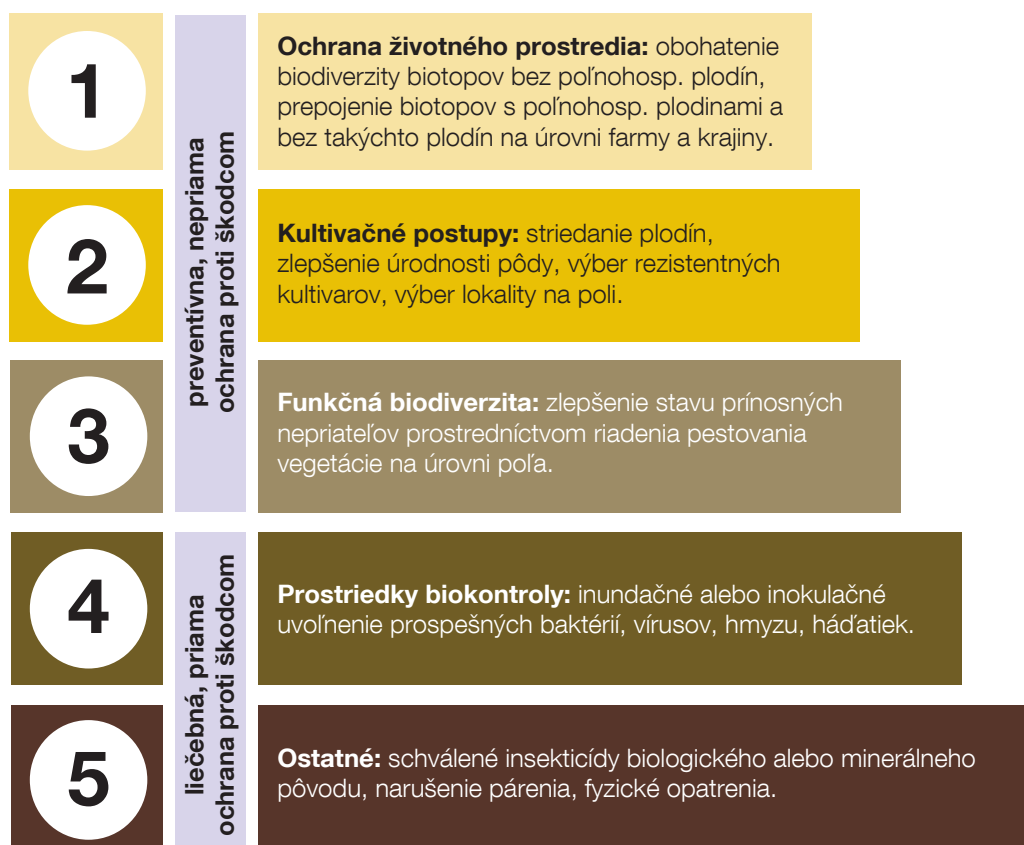 1
preventívna, nepriama
ochrana proti škodcom
Ochrana životného prostredia: obohatenie
biodiverzity biotopov bez poľnohosp. plodín,
prepojenie biotopov s poľnohosp. plodinami a
bez takýchto plodín na úrovni farmy a krajiny.
2
Kultivačné postupy: striedanie plodín,
zlepšenie úrodnosti pôdy, výber rezistentných
kultivarov, výber lokality na poli.
3
Funkčná biodiverzita: zlepšenie stavu prínosných
nepriateľov prostredníctvom riadenia pestovania
vegetácie na úrovni poľa.
4
liečebná, priama
ochrana proti škodcom
Prostriedky biokontroly: inundačné alebo inokulačné
uvoľnenie prospešných baktérií, vírusov, hmyzu, háďatiek.
5
Ostatné: schválené insekticídy biologického alebo minerálneho
pôvodu, narušenie párenia, fyzické opatrenia.